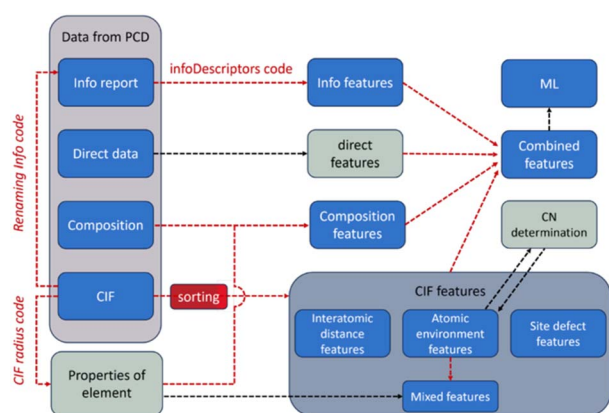 Data from PCD
Info report
infoDescriptors code
Info features
ML
Renaming Info code
Direct data
direct
features
Combined
features
Composition
Composition
features
CN
determination
CIF
sorting
CIF features
CIF radius code
Interatomic
distance
features
Atomic
environment
features
Site defect
features
Properties of
element
Mixed features